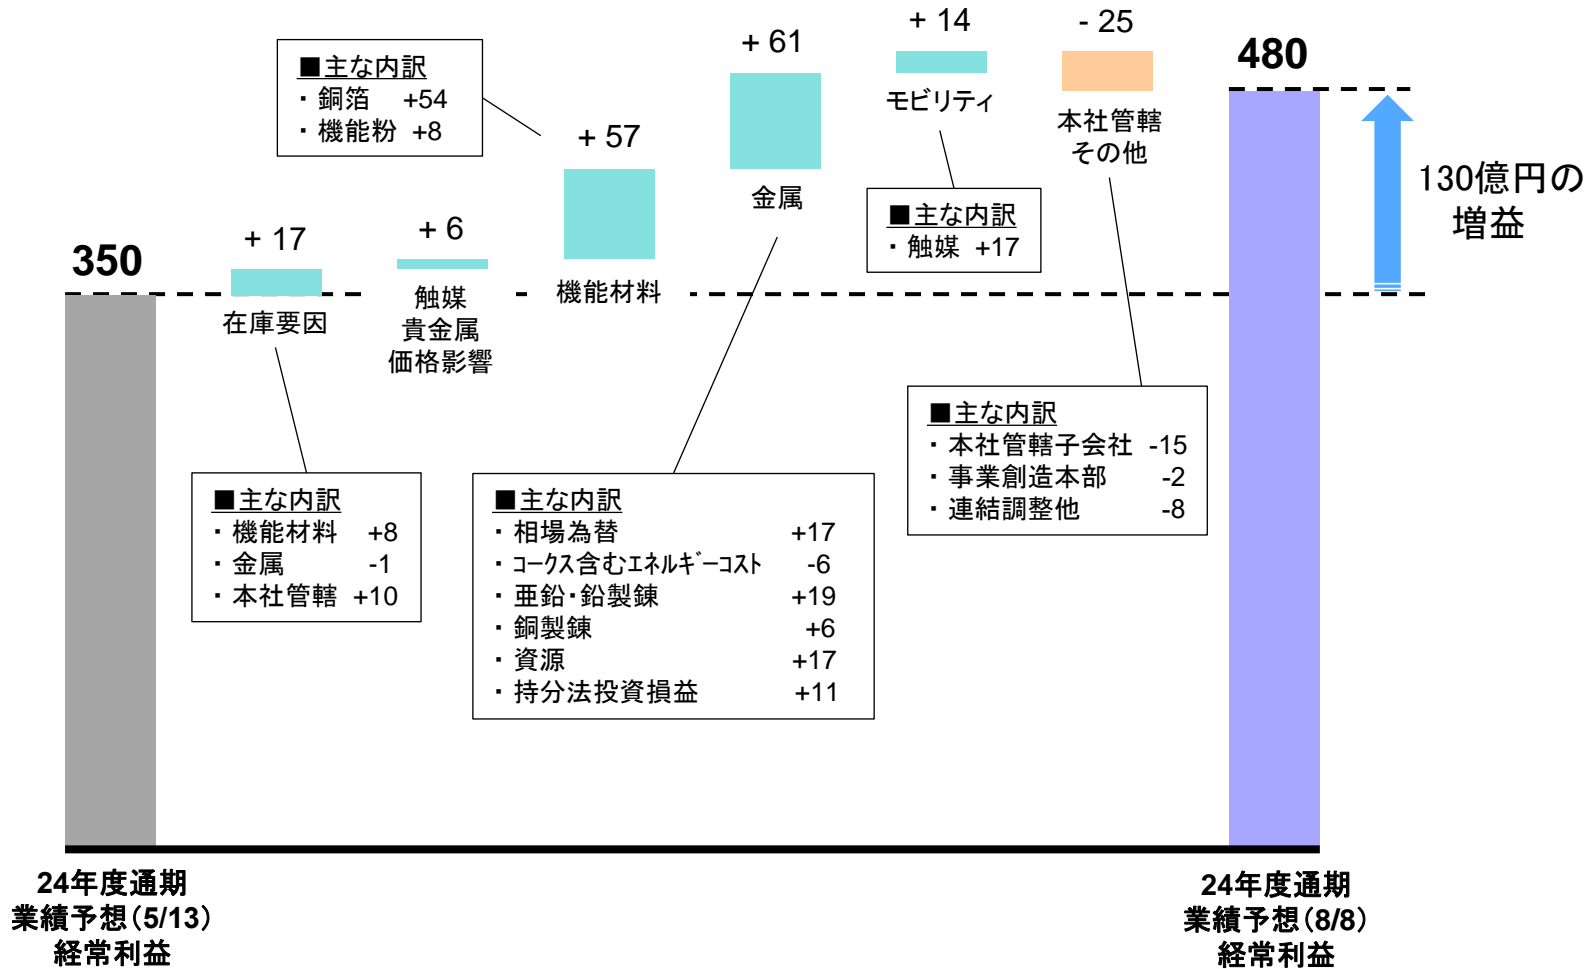 350
+ 17
在庫要因
■主な内訳
・機能材料 +8
・金属 -1
・本社管轄 +10
+ 6
触媒
貴金属
価格影響
■主な内訳
・銅箔 +54
・機能粉 +8
+ 57
機能材料
+ 61
金属
■主な内訳
・相場為替 +17
・コークス含むエネルギーコスト -6
・亜鉛・鉛製錬 +19
・銅製錬 +6
・資源 +17
・持分法投資損益 +11
+ 14
モビリティ
■主な内訳
・触媒 +17
- 25
本社管轄
その他
■主な内訳
・本社管轄子会社 -15
・事業創造本部 -2
・連結調整他 -8
480
130億円の
増益
24年度通期
業績予想（5/13）
経常利益
24年度通期
業績予想（8/8）
経常利益